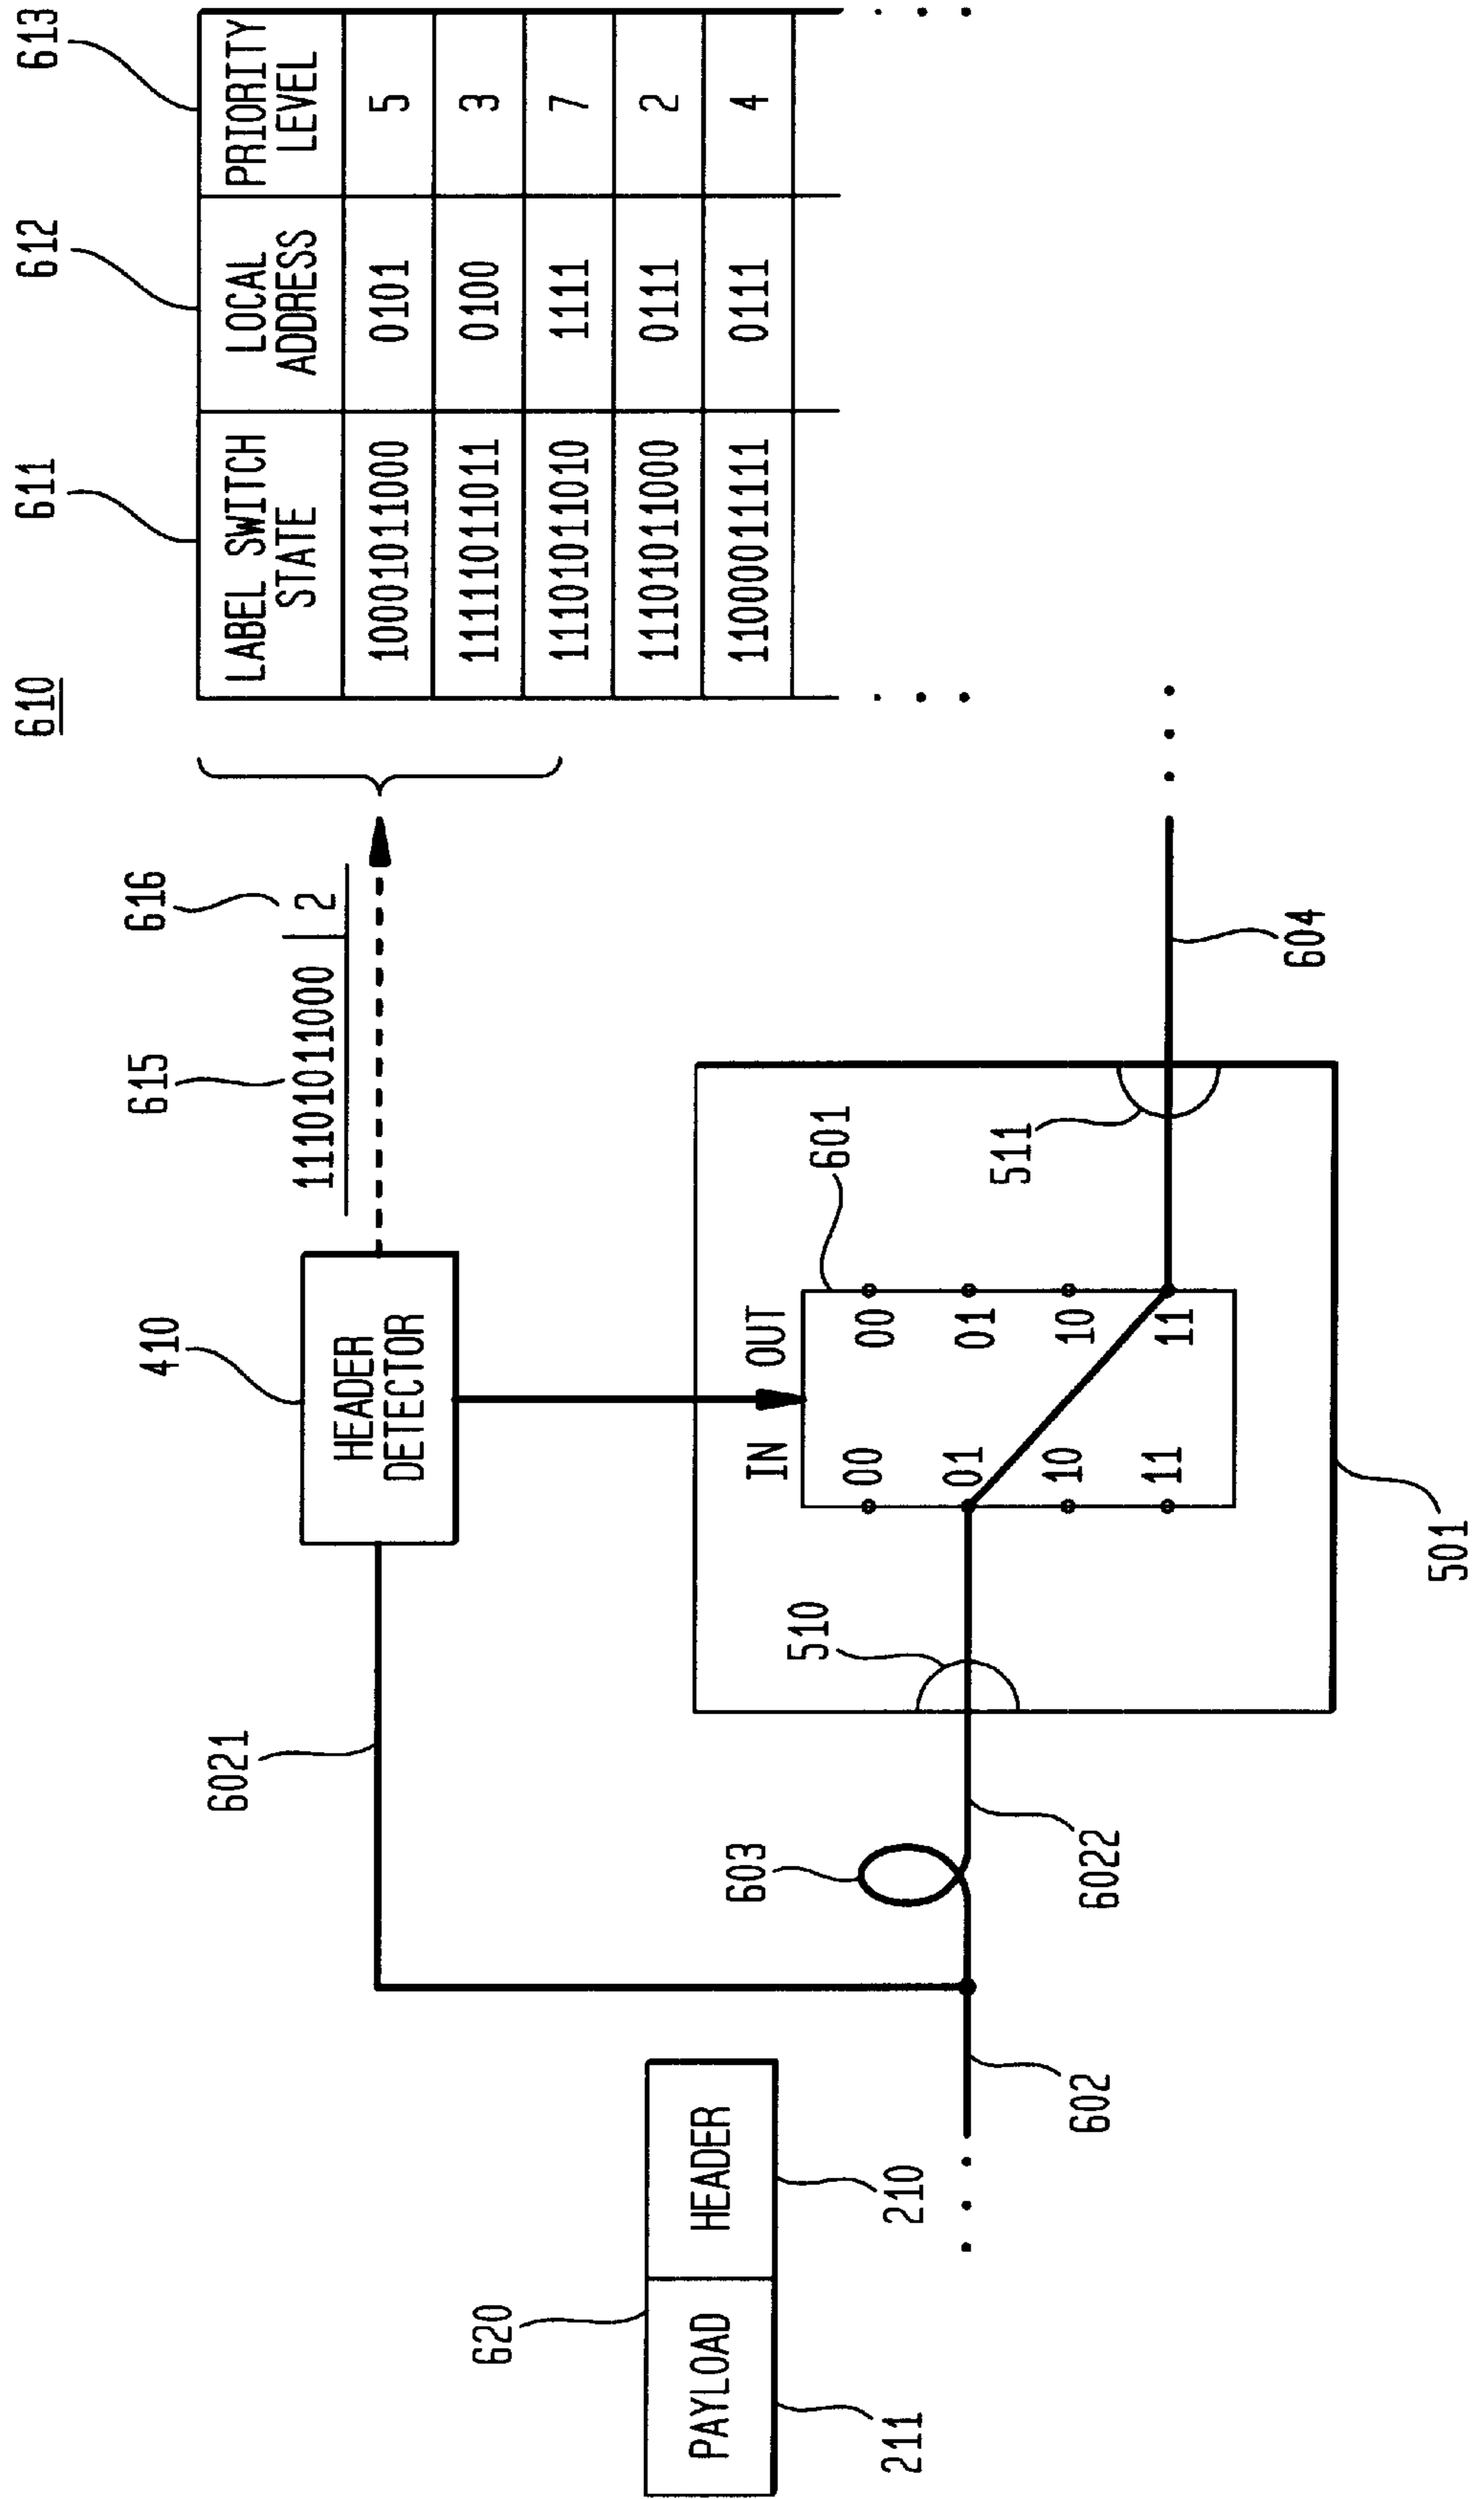 610
611
612
613
LABEL SWITCH
STATE
LOCAL
ADDRESS
PRIORITY
LEVEL
10001011000 0101 5
11111011011 0100 3
11101011010 1111 7
11101011000 0111 2
11000011111 0111 4
410
615
616
11101011000 2
6021
HEADER
DETECTOR
620
PAYLOAD HEADER
211
210
603
510
IN OUT
601
00 00
01 01
10 10
11 11
511
602
6022
604
501